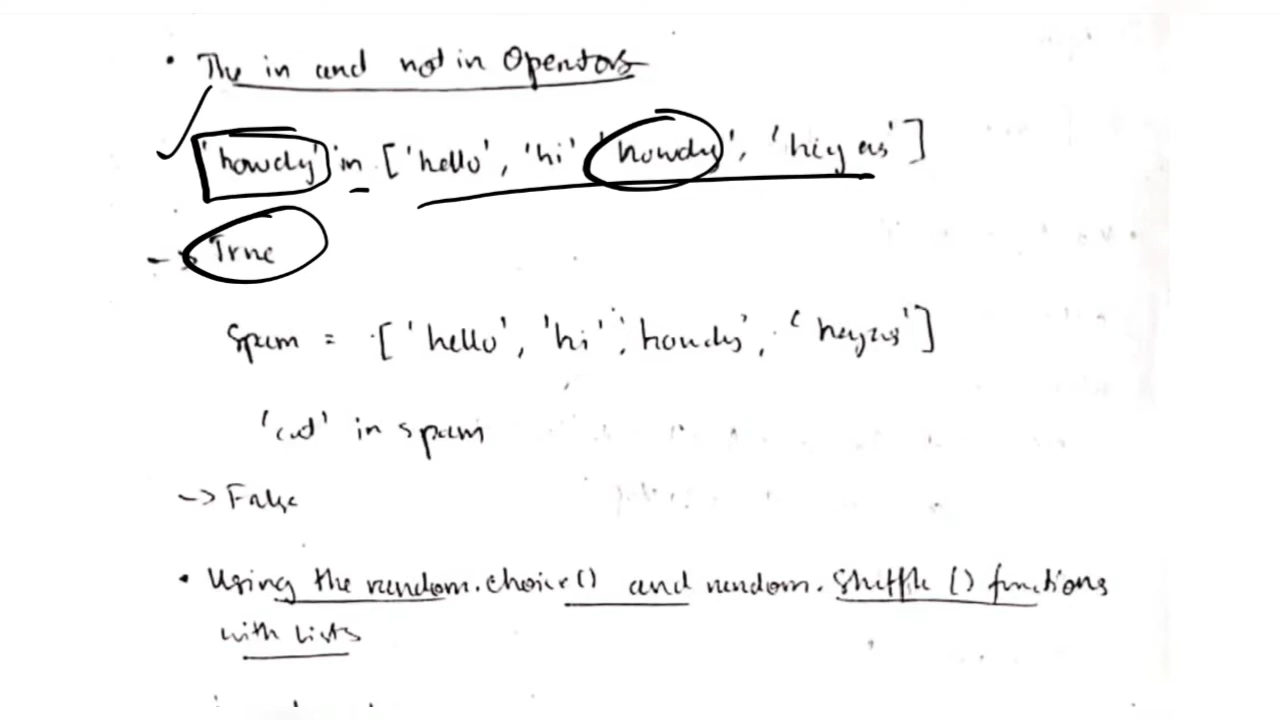 • The in and not in Operators
'howdy' in ['hello', 'hi' 'howdy', 'heyas']
-> True
Spam = ['hello', 'hi', 'howdy', 'heyas']
'cat' in spam
-> False
• Using the random.choice() and random.shuffle() functions
with lists